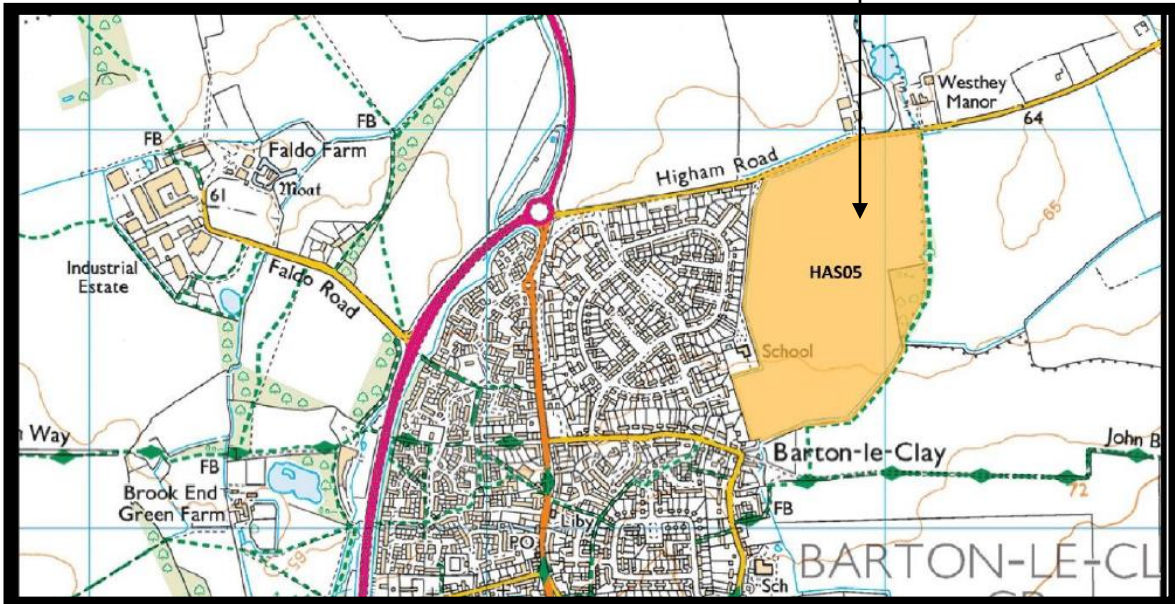 Westhey
Manor
64
FB
FB
Faldo Farm
Moat
61
Higham Road
65
Industrial
Estate
Faldo Road
HAS05
School
n Way
Barton-le-Clay
John B
FB
Brook End
Green Farm
72
FB
Liby
PO
59
BARTON-LE-CL
Sch
CP